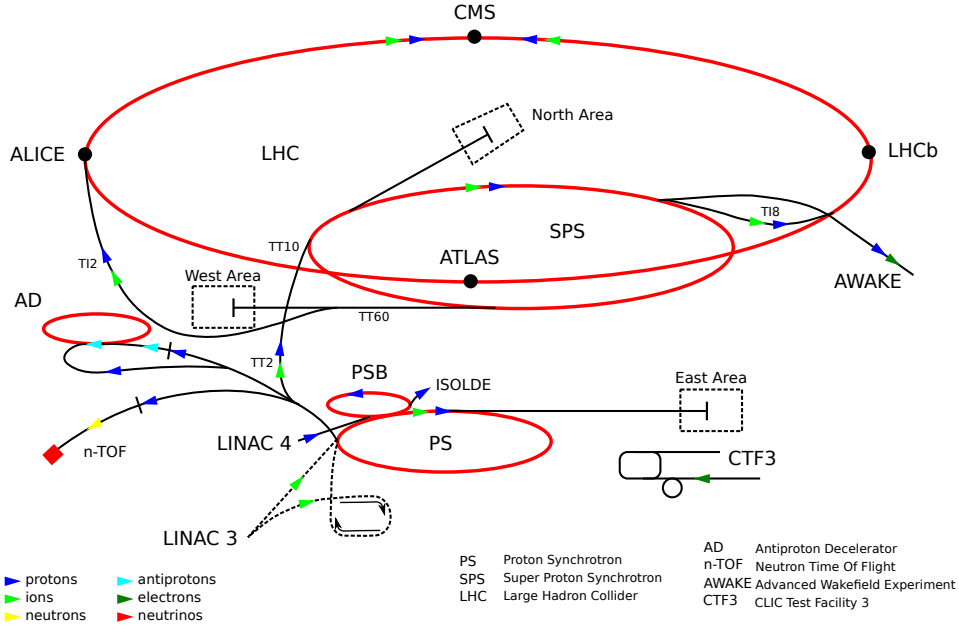 CMS
North Area
ALICE
LHC
LHCb
SPS
TI8
TT10
ATLAS
TI2
West Area
AWAKE
AD
TT60
TT2
PSB
ISOLDE
East Area
LINAC 4
PS
n-TOF
CTF3
LINAC 3
PS Proton Synchrotron
SPS Super Proton Synchrotron
LHC Large Hadron Collider
AD Antiproton Decelerator
n-TOF Neutron Time Of Flight
AWAKE Advanced Wakefield Experiment
CTF3 CLIC Test Facility 3
protons
ions
neutrons
antiprotons
electrons
neutrinos